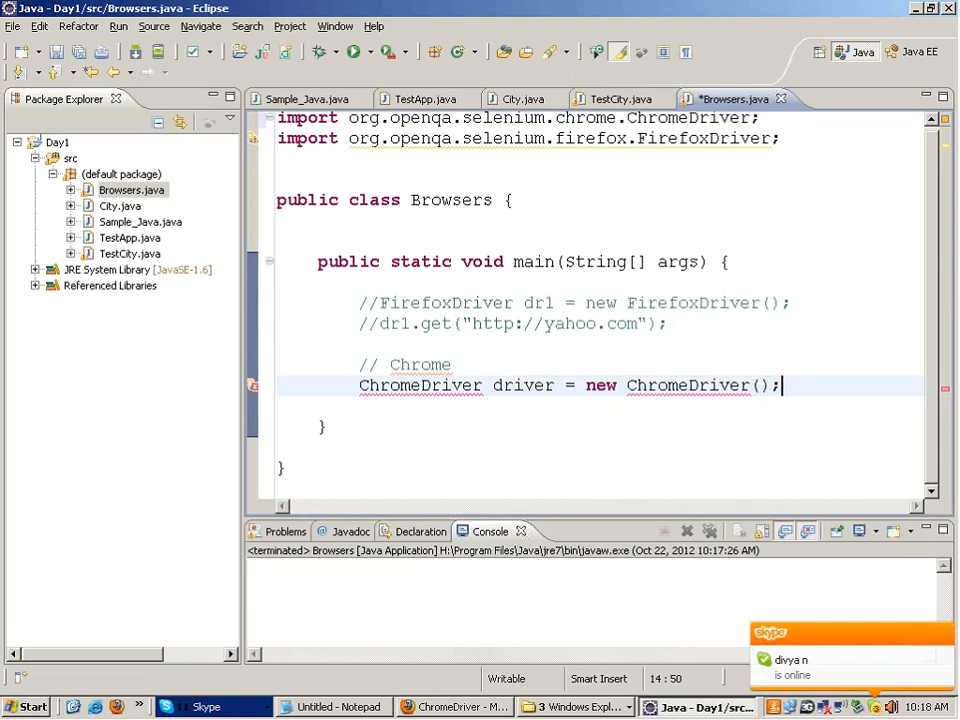 Java - Day1/src/Browsers.java - Eclipse
File Edit Refactor Run Source Navigate Search Project Window Help
Java Java EE
Package Explorer
Sample_Java.java TestApp.java City.java TestCity.java *Browsers.java
Day1
src
(default package)
Browsers.java
City.java
Sample_Java.java
TestApp.java
TestCity.java
JRE System Library [JavaSE-1.6]
Referenced Libraries
import org.openqa.selenium.chrome.ChromeDriver;
import org.openqa.selenium.firefox.FirefoxDriver;
public class Browsers {
public static void main(String[] args) {
//FirefoxDriver dr1 = new FirefoxDriver();
//dr1.get("http://yahoo.com");
// Chrome
ChromeDriver driver = new ChromeDriver();
}
}
Problems Javadoc Declaration Console
<terminated> Browsers [Java Application] H:\Program Files\Java\jre7\bin\javaw.exe (Oct 22, 2012 10:17:26 AM)
skype
divya n
is online
Writable Smart Insert 14 : 50
Start 11 Skype Untitled - Notepad ChromeDriver - M... 3 Windows Expl... Java - Day1/src... 10:18 AM